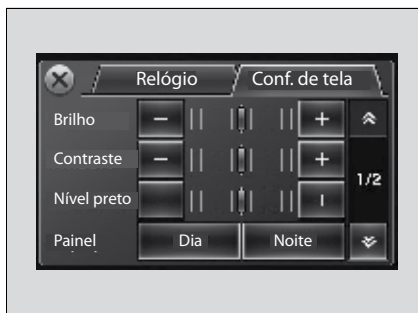 Relógio Conf. de tela
Brilho − +
Contraste − +
1/2
Nível preto
Painel Dia Noite